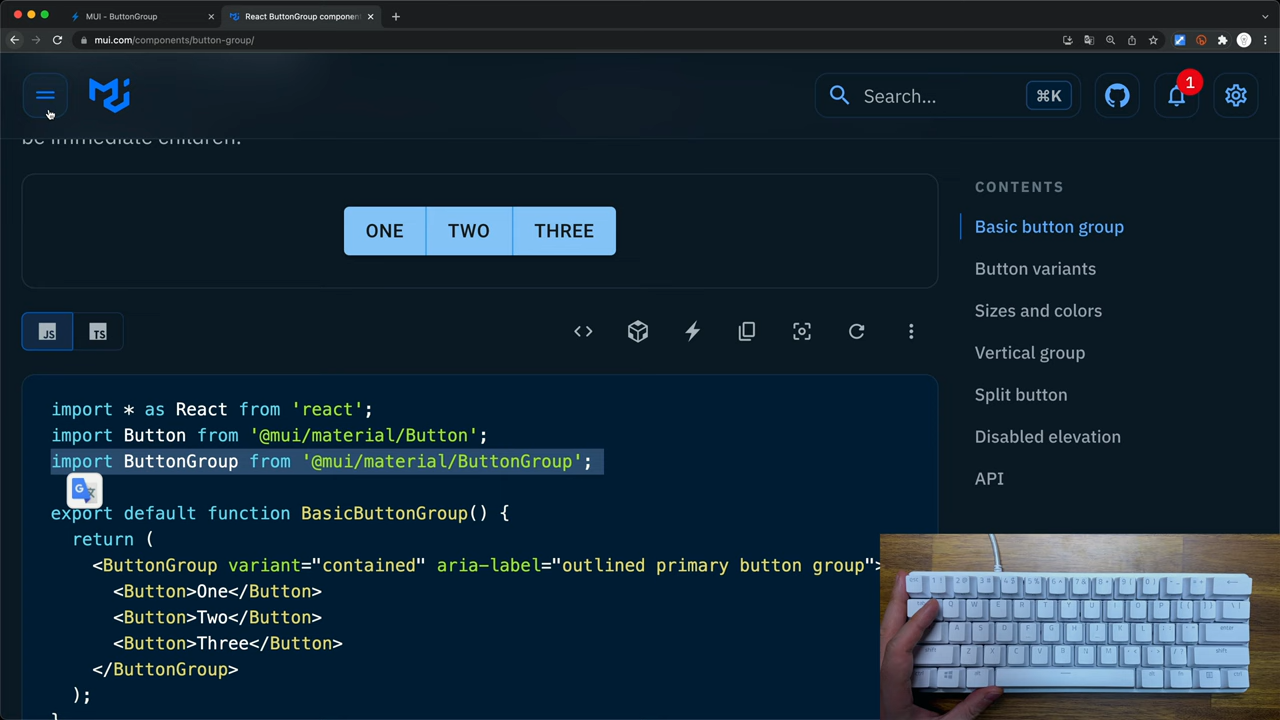 MUI - ButtonGroup
React ButtonGroup componen
mui.com/components/button-group/
Search...
⌘K
1
be immediate children.
ONE
TWO
THREE
CONTENTS
Basic button group
Button variants
Sizes and colors
Vertical group
Split button
Disabled elevation
API
JS
TS
import * as React from 'react';
import Button from '@mui/material/Button';
import ButtonGroup from '@mui/material/ButtonGroup';
export default function BasicButtonGroup() {
return (
<ButtonGroup variant="contained" aria-label="outlined primary button group">
<Button>One</Button>
<Button>Two</Button>
<Button>Three</Button>
</ButtonGroup>
);
}